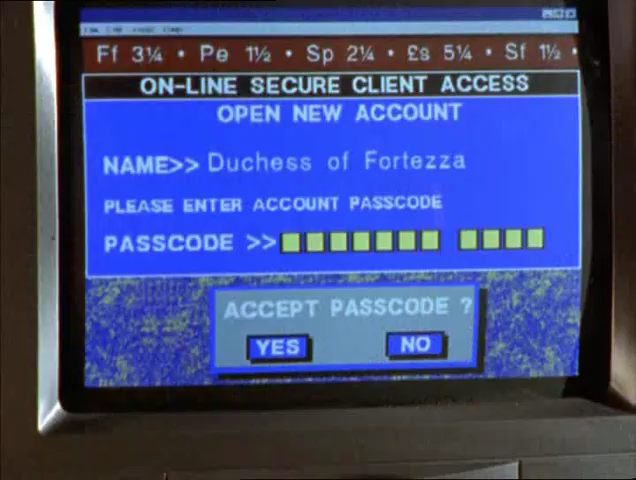 Ff 3¼ • Pe 1½ • Sp 2¼ • £s 5¼ • Sf 1½ •
ON-LINE SECURE CLIENT ACCESS
OPEN NEW ACCOUNT
NAME>> Duchess of Fortezza
PLEASE ENTER ACCOUNT PASSCODE
PASSCODE >>
ACCEPT PASSCODE ?
YES NO